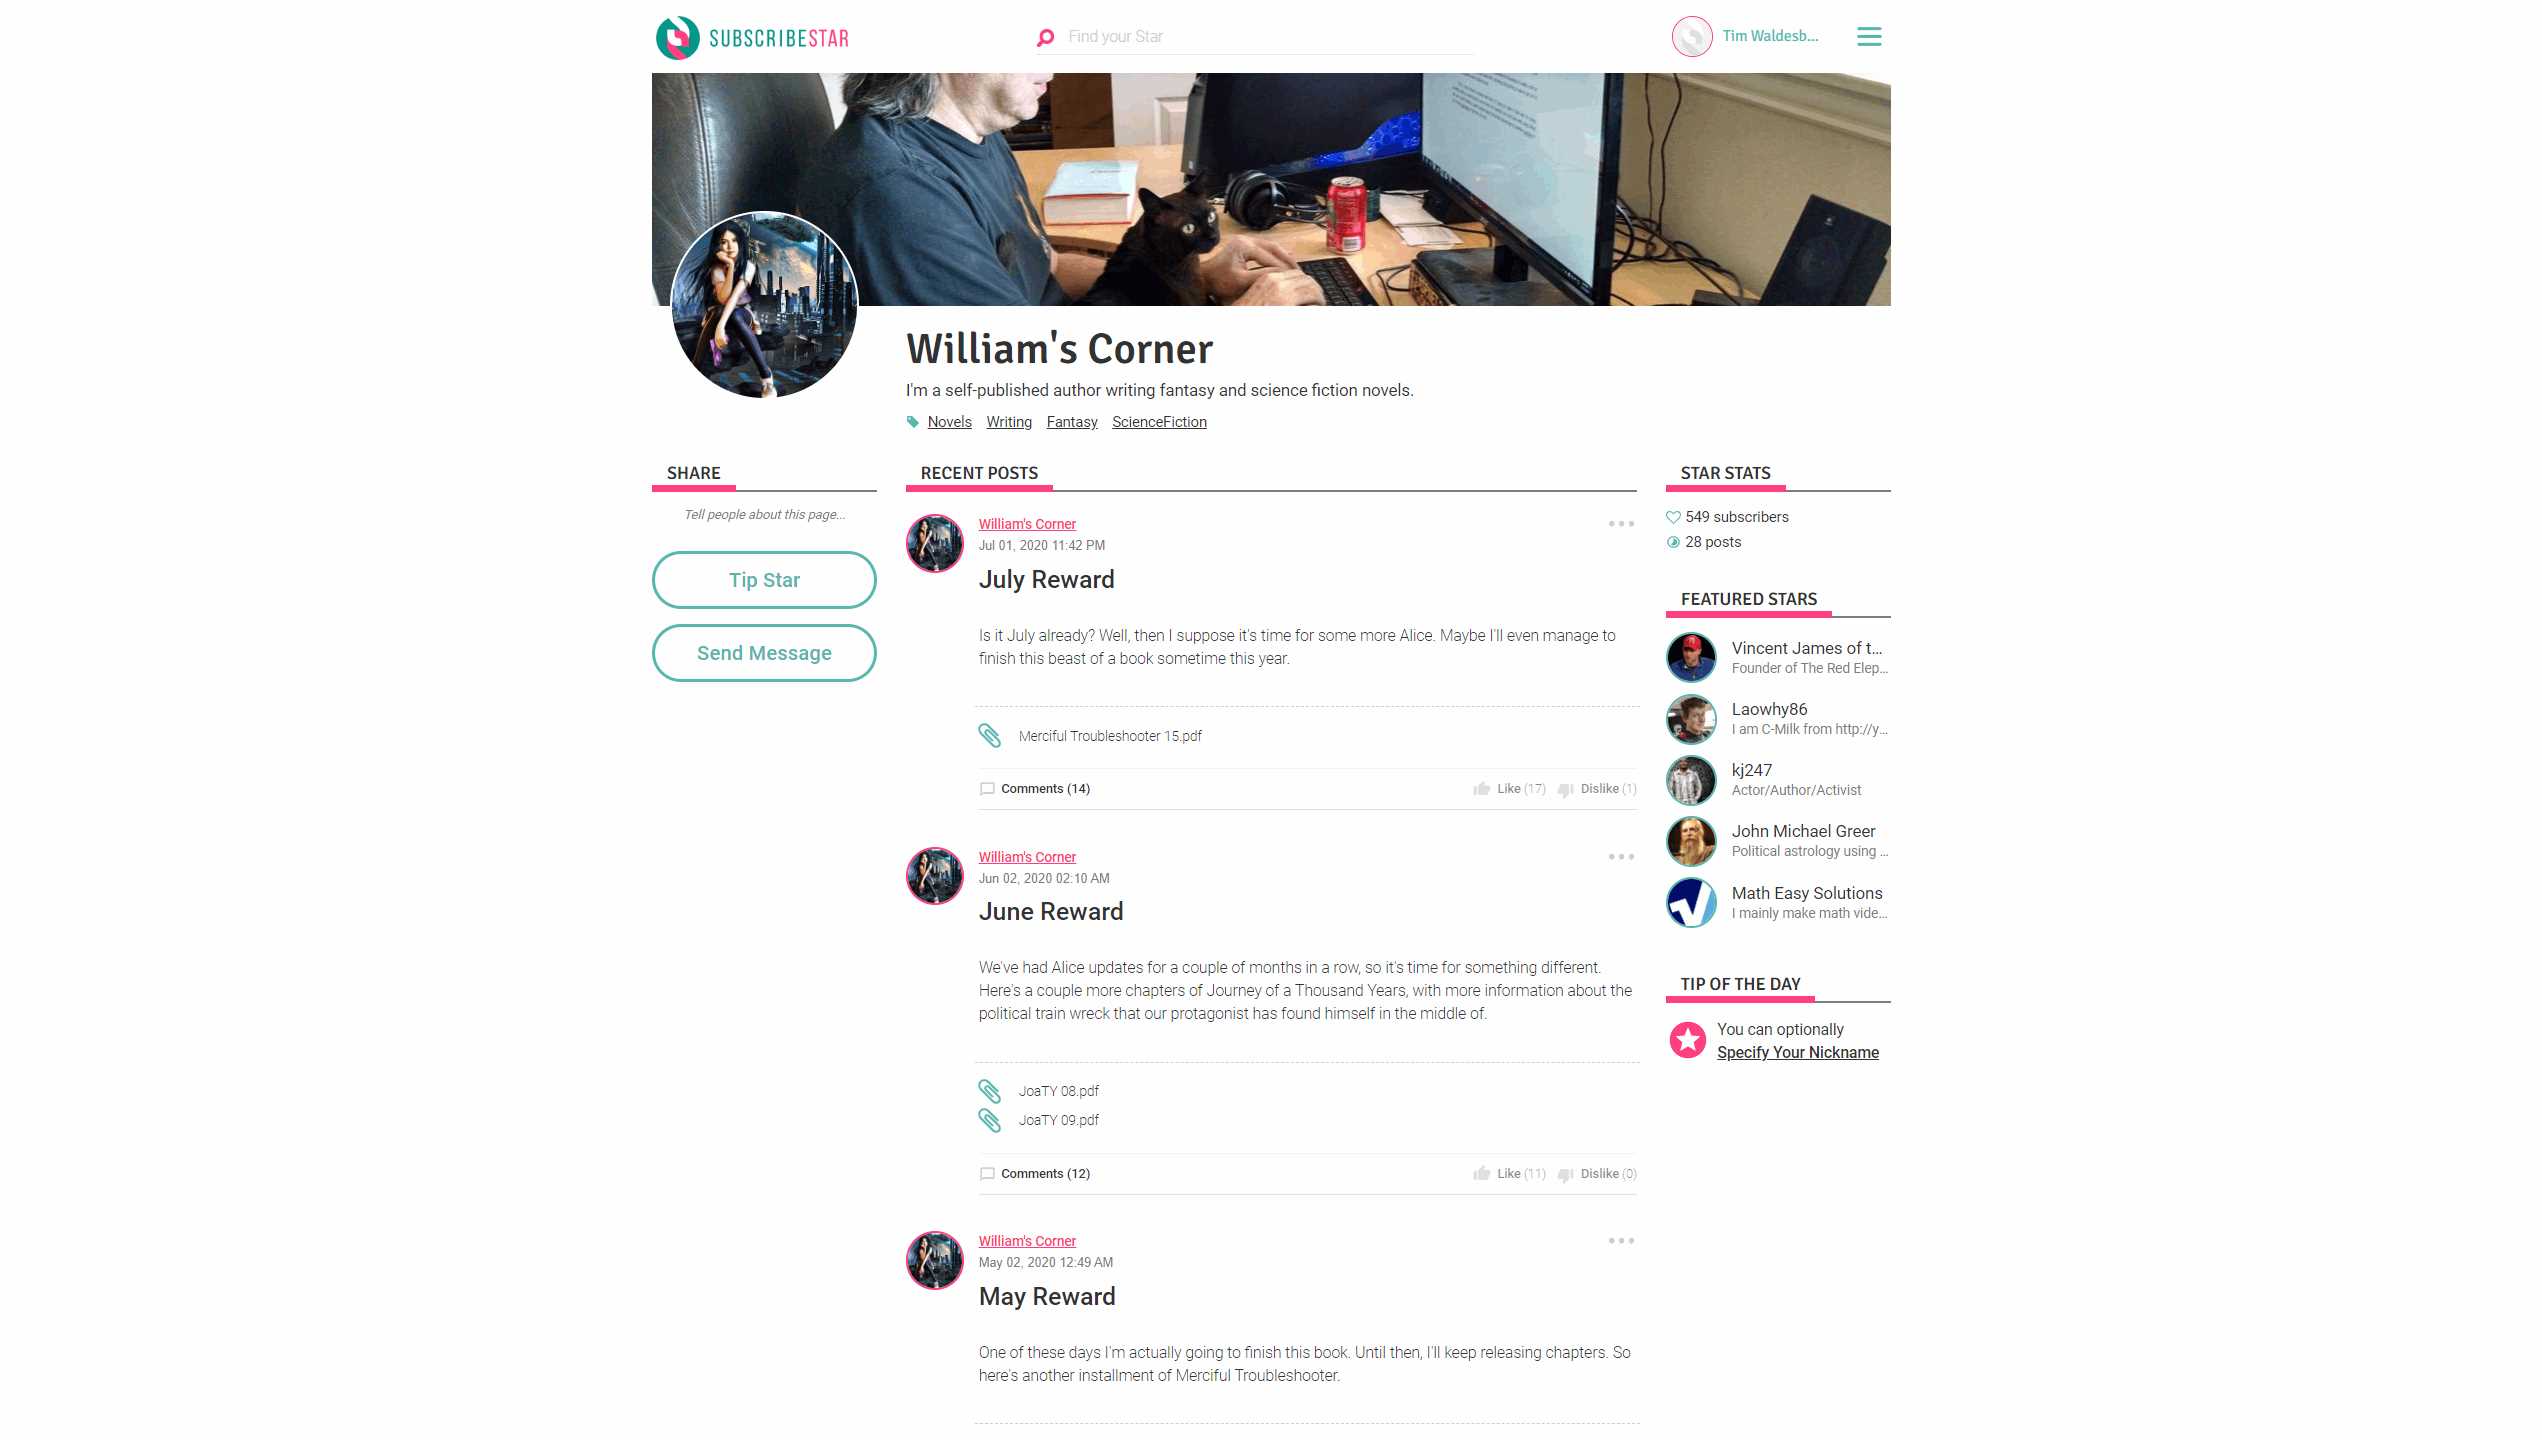 SUBSCRIBESTAR
Find your Star
Tim Waldesb...
William's Corner
I'm a self-published author writing fantasy and science fiction novels.
Novels Writing Fantasy ScienceFiction
SHARE
Tell people about this page...
Tip Star
Send Message
RECENT POSTS
William's Corner
Jul 01, 2020 11:42 PM
July Reward
Is it July already? Well, then I suppose it's time for some more Alice. Maybe I'll even manage to
finish this beast of a book sometime this year.
Merciful Troubleshooter 15.pdf
Comments (14) Like (17) Dislike (1)
William's Corner
Jun 02, 2020 02:10 AM
June Reward
We've had Alice updates for a couple of months in a row, so it's time for something different.
Here's a couple more chapters of Journey of a Thousand Years, with more information about the
political train wreck that our protagonist has found himself in the middle of.
JoaTY 08.pdf
JoaTY 09.pdf
Comments (12) Like (11) Dislike (0)
William's Corner
May 02, 2020 12:49 AM
May Reward
One of these days I'm actually going to finish this book. Until then, I'll keep releasing chapters. So
here's another installment of Merciful Troubleshooter.
STAR STATS
549 subscribers
28 posts
FEATURED STARS
Vincent James of t...
Founder of The Red Elep...
Laowhy86
I am C-Milk from http://y...
kj247
Actor/Author/Activist
John Michael Greer
Political astrology using ...
Math Easy Solutions
I mainly make math vide...
TIP OF THE DAY
You can optionally
Specify Your Nickname